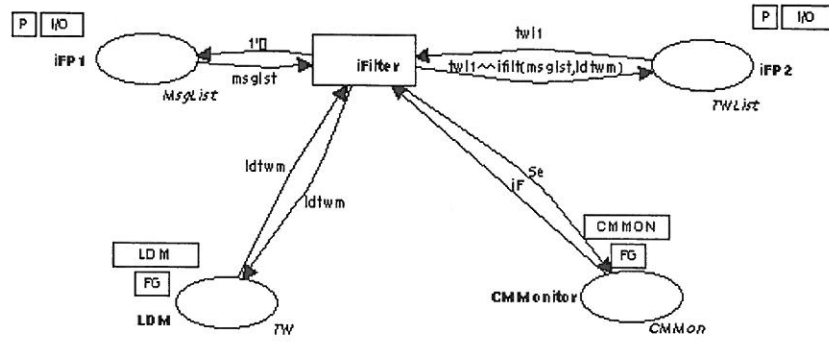 P I/O
P I/O
iFP1
MsgList
1`[]
msglst
iFilter
twl1
twl1^^ifilt(msglst,ldtwm)
iFP2
TWList
ldtwm
ldtwm
Se
iF
LDM
FG
LDM
TW
CMMON
FG
CMMonitor
CMMon